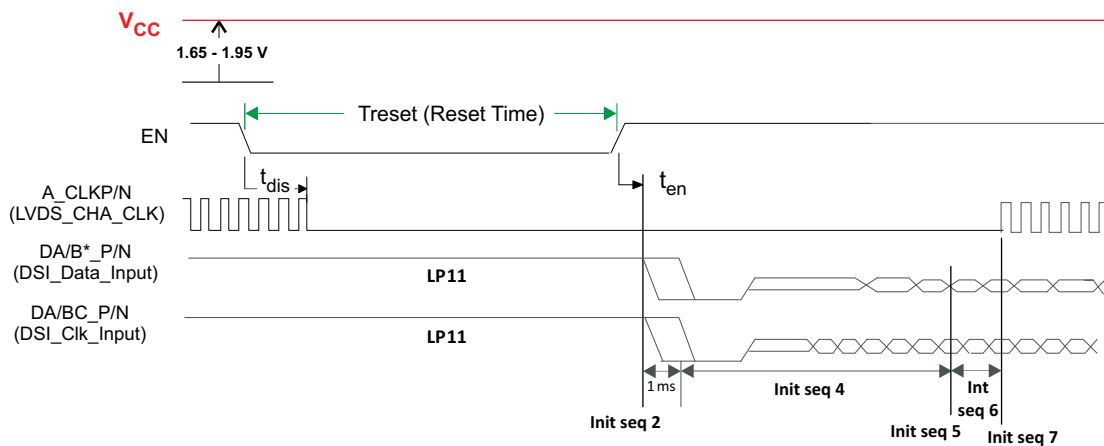 VCC
1.65 - 1.95 V
Treset (Reset Time)
EN
tdis
ten
A_CLKP/N
(LVDS_CHA_CLK)
DA/B*_P/N
(DSI_Data_Input)
LP11
DA/BC_P/N
(DSI_Clk_Input)
LP11
1 ms
Init seq 4
Int
seq 6
Init seq 2
Init seq 5
Init seq 7